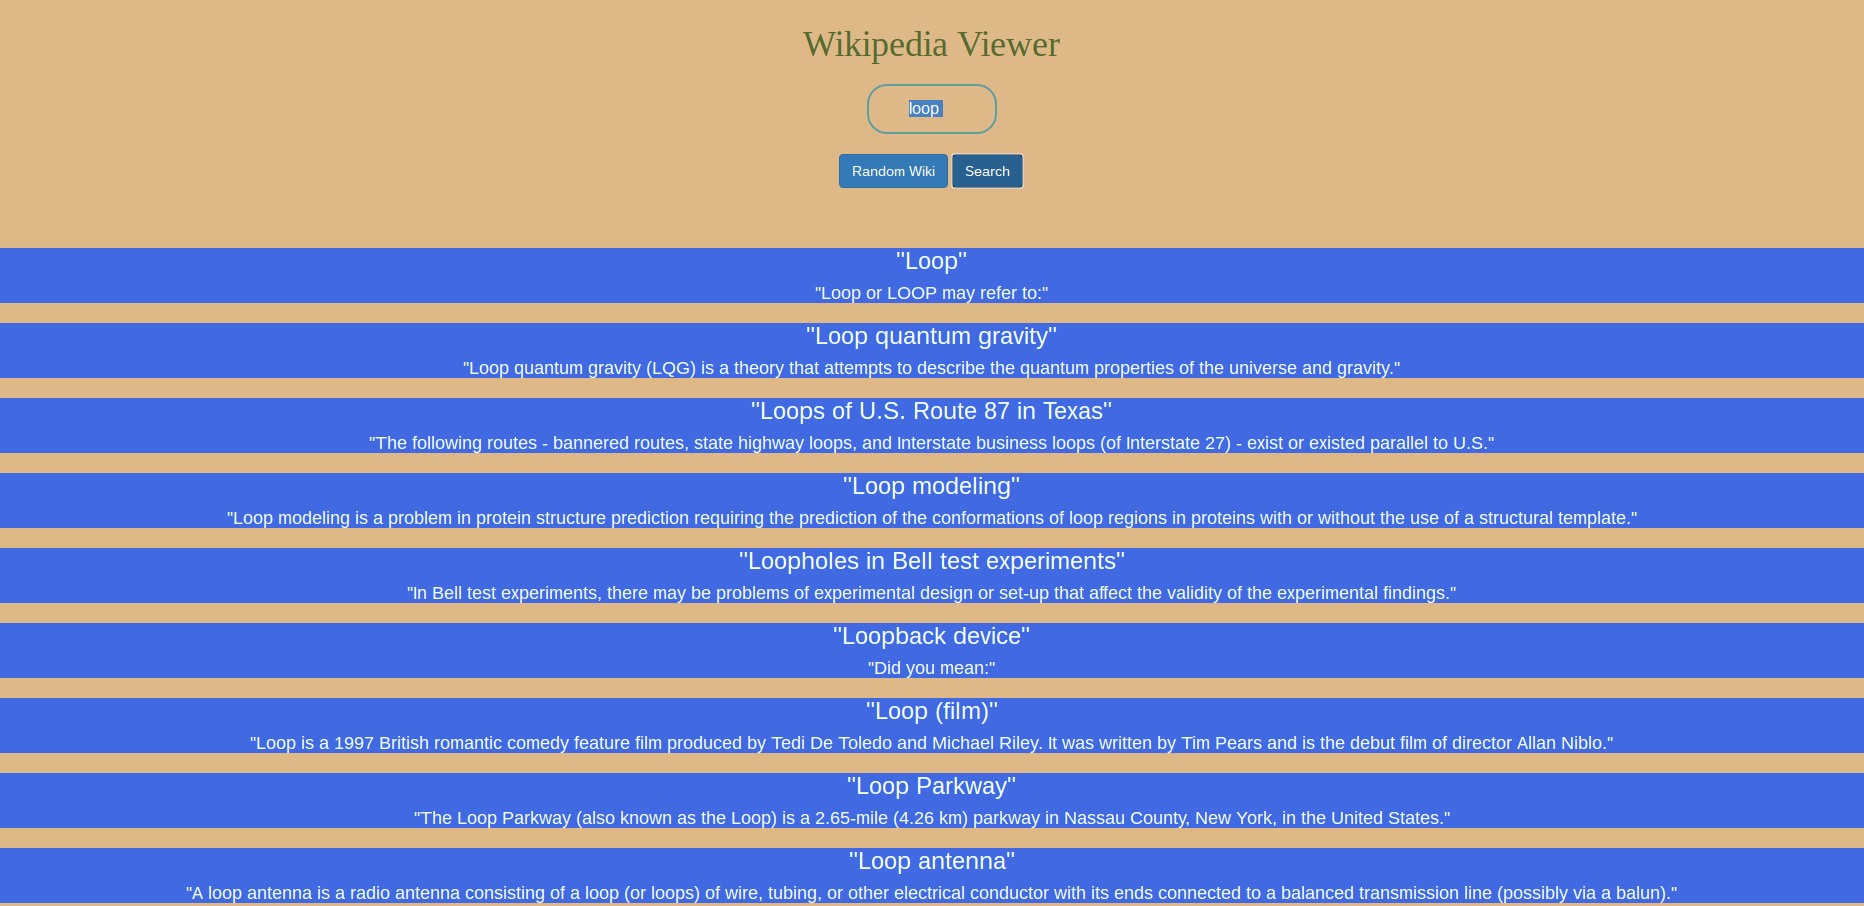 Wikipedia Viewer
loop
Random Wiki Search
"Loop"
"Loop or LOOP may refer to:"
"Loop quantum gravity"
"Loop quantum gravity (LQG) is a theory that attempts to describe the quantum properties of the universe and gravity."
"Loops of U.S. Route 87 in Texas"
"The following routes - bannered routes, state highway loops, and Interstate business loops (of Interstate 27) - exist or existed parallel to U.S."
"Loop modeling"
"Loop modeling is a problem in protein structure prediction requiring the prediction of the conformations of loop regions in proteins with or without the use of a structural template."
"Loopholes in Bell test experiments"
"In Bell test experiments, there may be problems of experimental design or set-up that affect the validity of the experimental findings."
"Loopback device"
"Did you mean:"
"Loop (film)"
"Loop is a 1997 British romantic comedy feature film produced by Tedi De Toledo and Michael Riley. It was written by Tim Pears and is the debut film of director Allan Niblo."
"Loop Parkway"
"The Loop Parkway (also known as the Loop) is a 2.65-mile (4.26 km) parkway in Nassau County, New York, in the United States."
"Loop antenna"
"A loop antenna is a radio antenna consisting of a loop (or loops) of wire, tubing, or other electrical conductor with its ends connected to a balanced transmission line (possibly via a balun)."